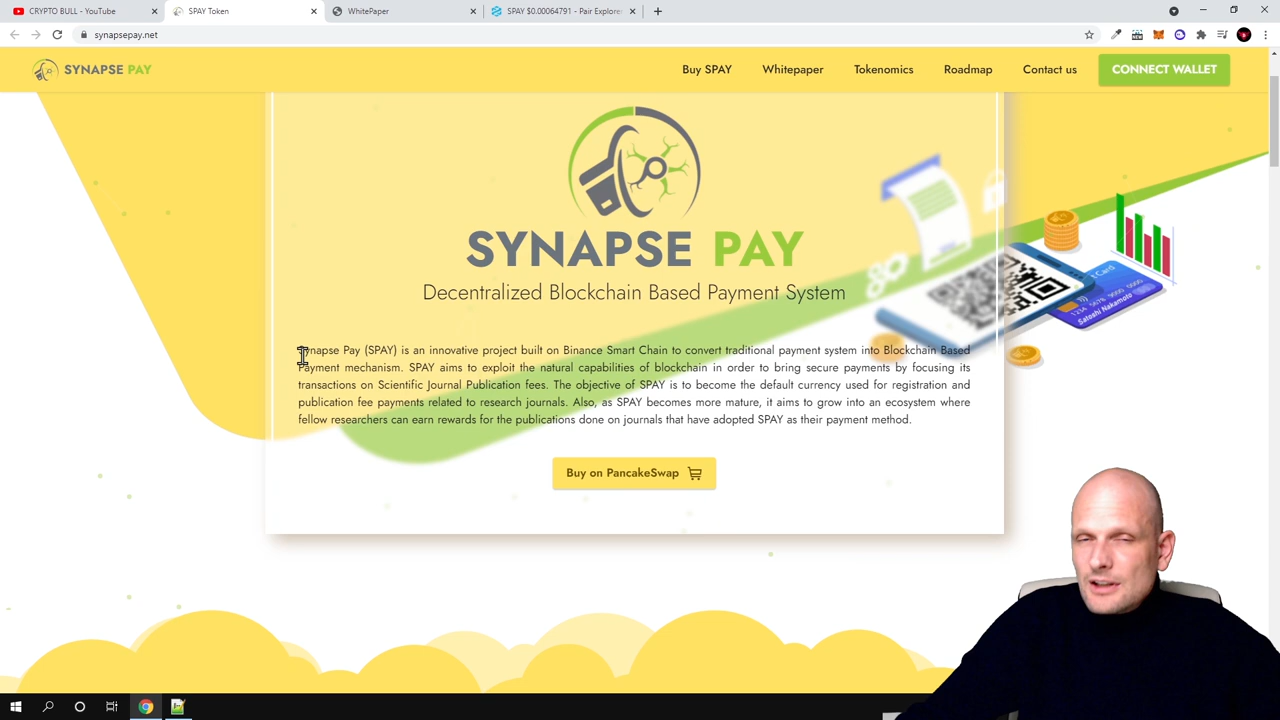 CRYPTO BULL - YouTube
SPAY Token
WhitePaper
SPAY $0.00064791 - Pair Explorer
synapsepay.net
SYNAPSE PAY
Buy SPAY
Whitepaper
Tokenomics
Roadmap
Contact us
CONNECT WALLET
SYNAPSE PAY
Decentralized Blockchain Based Payment System
Synapse Pay (SPAY) is an innovative project built on Binance Smart Chain to convert traditional payment system into Blockchain Based
Payment mechanism. SPAY aims to exploit the natural capabilities of blockchain in order to bring secure payments by focusing its
transactions on Scientific Journal Publication fees. The objective of SPAY is to become the default currency used for registration and
publication fee payments related to research journals. Also, as SPAY becomes more mature, it aims to grow into an ecosystem where
fellow researchers can earn rewards for the publications done on journals that have adopted SPAY as their payment method.
Buy on PancakeSwap
Card
Satoshi Nakamoto